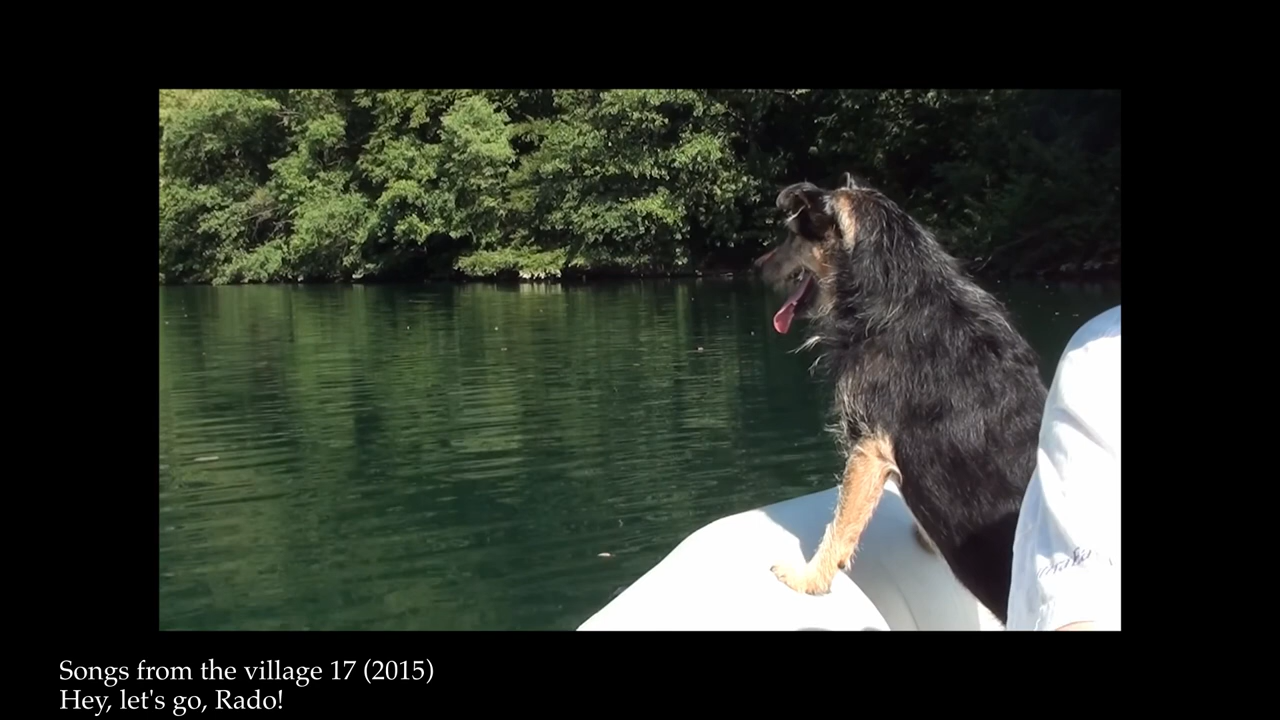 Songs from the village 17 (2015)
Hey, let's go, Rado!